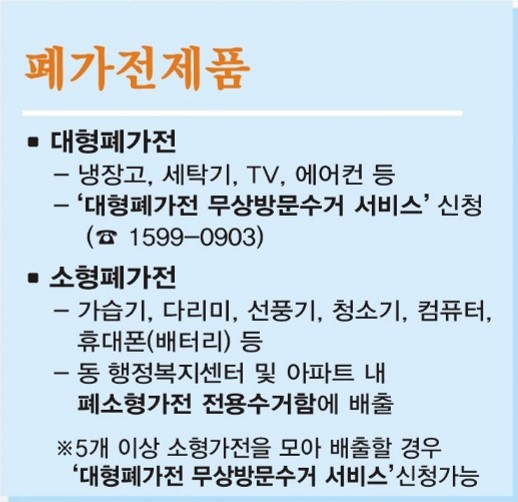 폐가전제품
▪ 대형폐가전
– 냉장고, 세탁기, TV, 에어컨 등
– ‘대형폐가전 무상방문수거 서비스’ 신청
(☎ 1599-0903)
▪ 소형폐가전
– 가습기, 다리미, 선풍기, 청소기, 컴퓨터,
휴대폰(배터리) 등
– 동 행정복지센터 및 아파트 내
폐소형가전 전용수거함에 배출
※5개 이상 소형가전을 모아 배출할 경우
‘대형폐가전 무상방문수거 서비스’신청가능